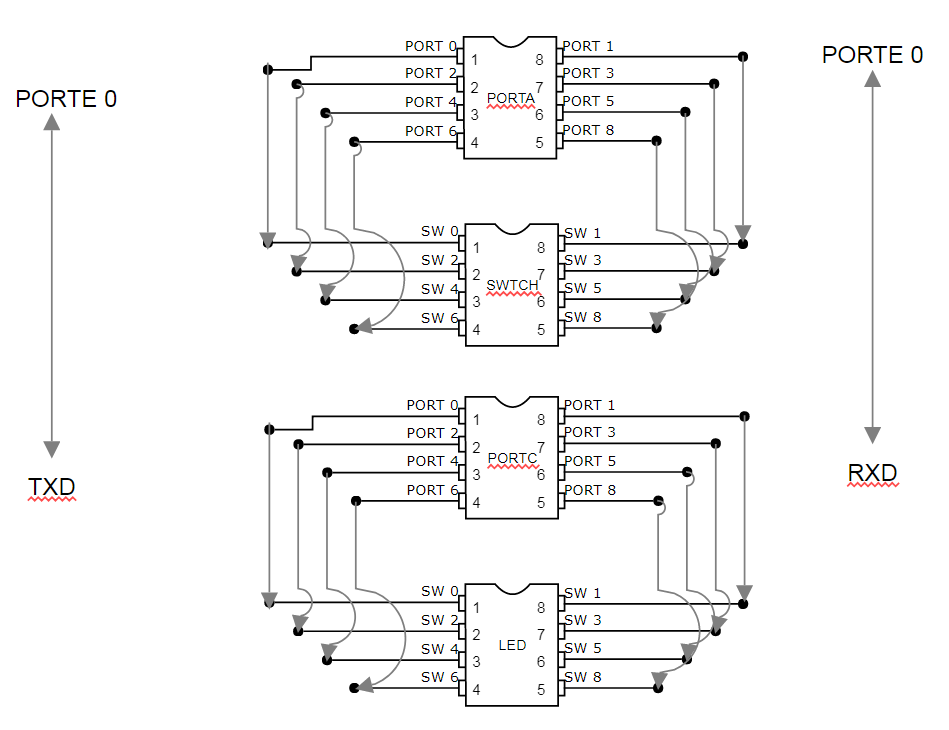 PORTE 0
PORTE 0
TXD
RXD
PORT 0 PORT 1
1 8
PORT 2 PORT 3
2 7
PORTA
PORT 4 PORT 5
3 6
PORT 6 PORT 8
4 5
SW 0 SW 1
1 8
SW 2 SW 3
2 7
SWTCH
SW 4 SW 5
3 6
SW 6 SW 8
4 5
PORT 0 PORT 1
1 8
PORT 2 PORT 3
2 7
PORTC
PORT 4 PORT 5
3 6
PORT 6 PORT 8
4 5
SW 0 SW 1
1 8
SW 2 SW 3
2 7
LED
SW 4 SW 5
3 6
SW 6 SW 8
4 5